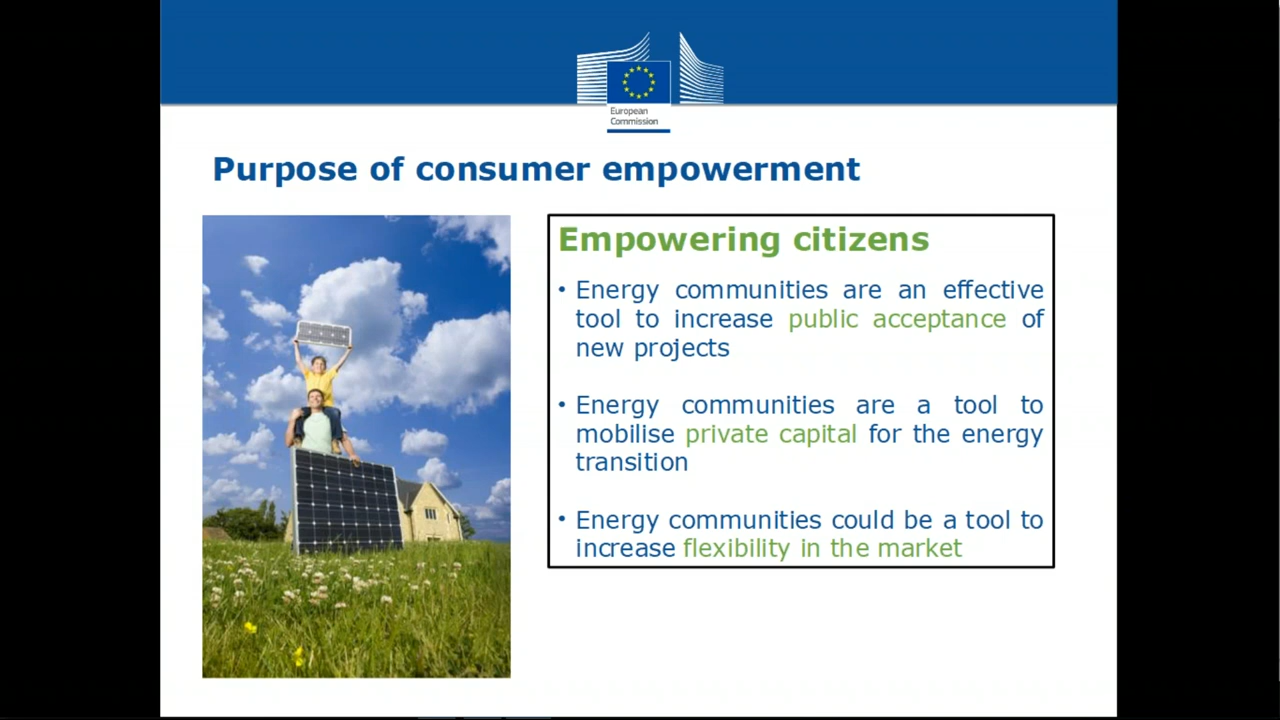 European
Commission
Purpose of consumer empowerment
Empowering citizens
• Energy communities are an effective
tool to increase public acceptance of
new projects
• Energy communities are a tool to
mobilise private capital for the energy
transition
• Energy communities could be a tool to
increase flexibility in the market